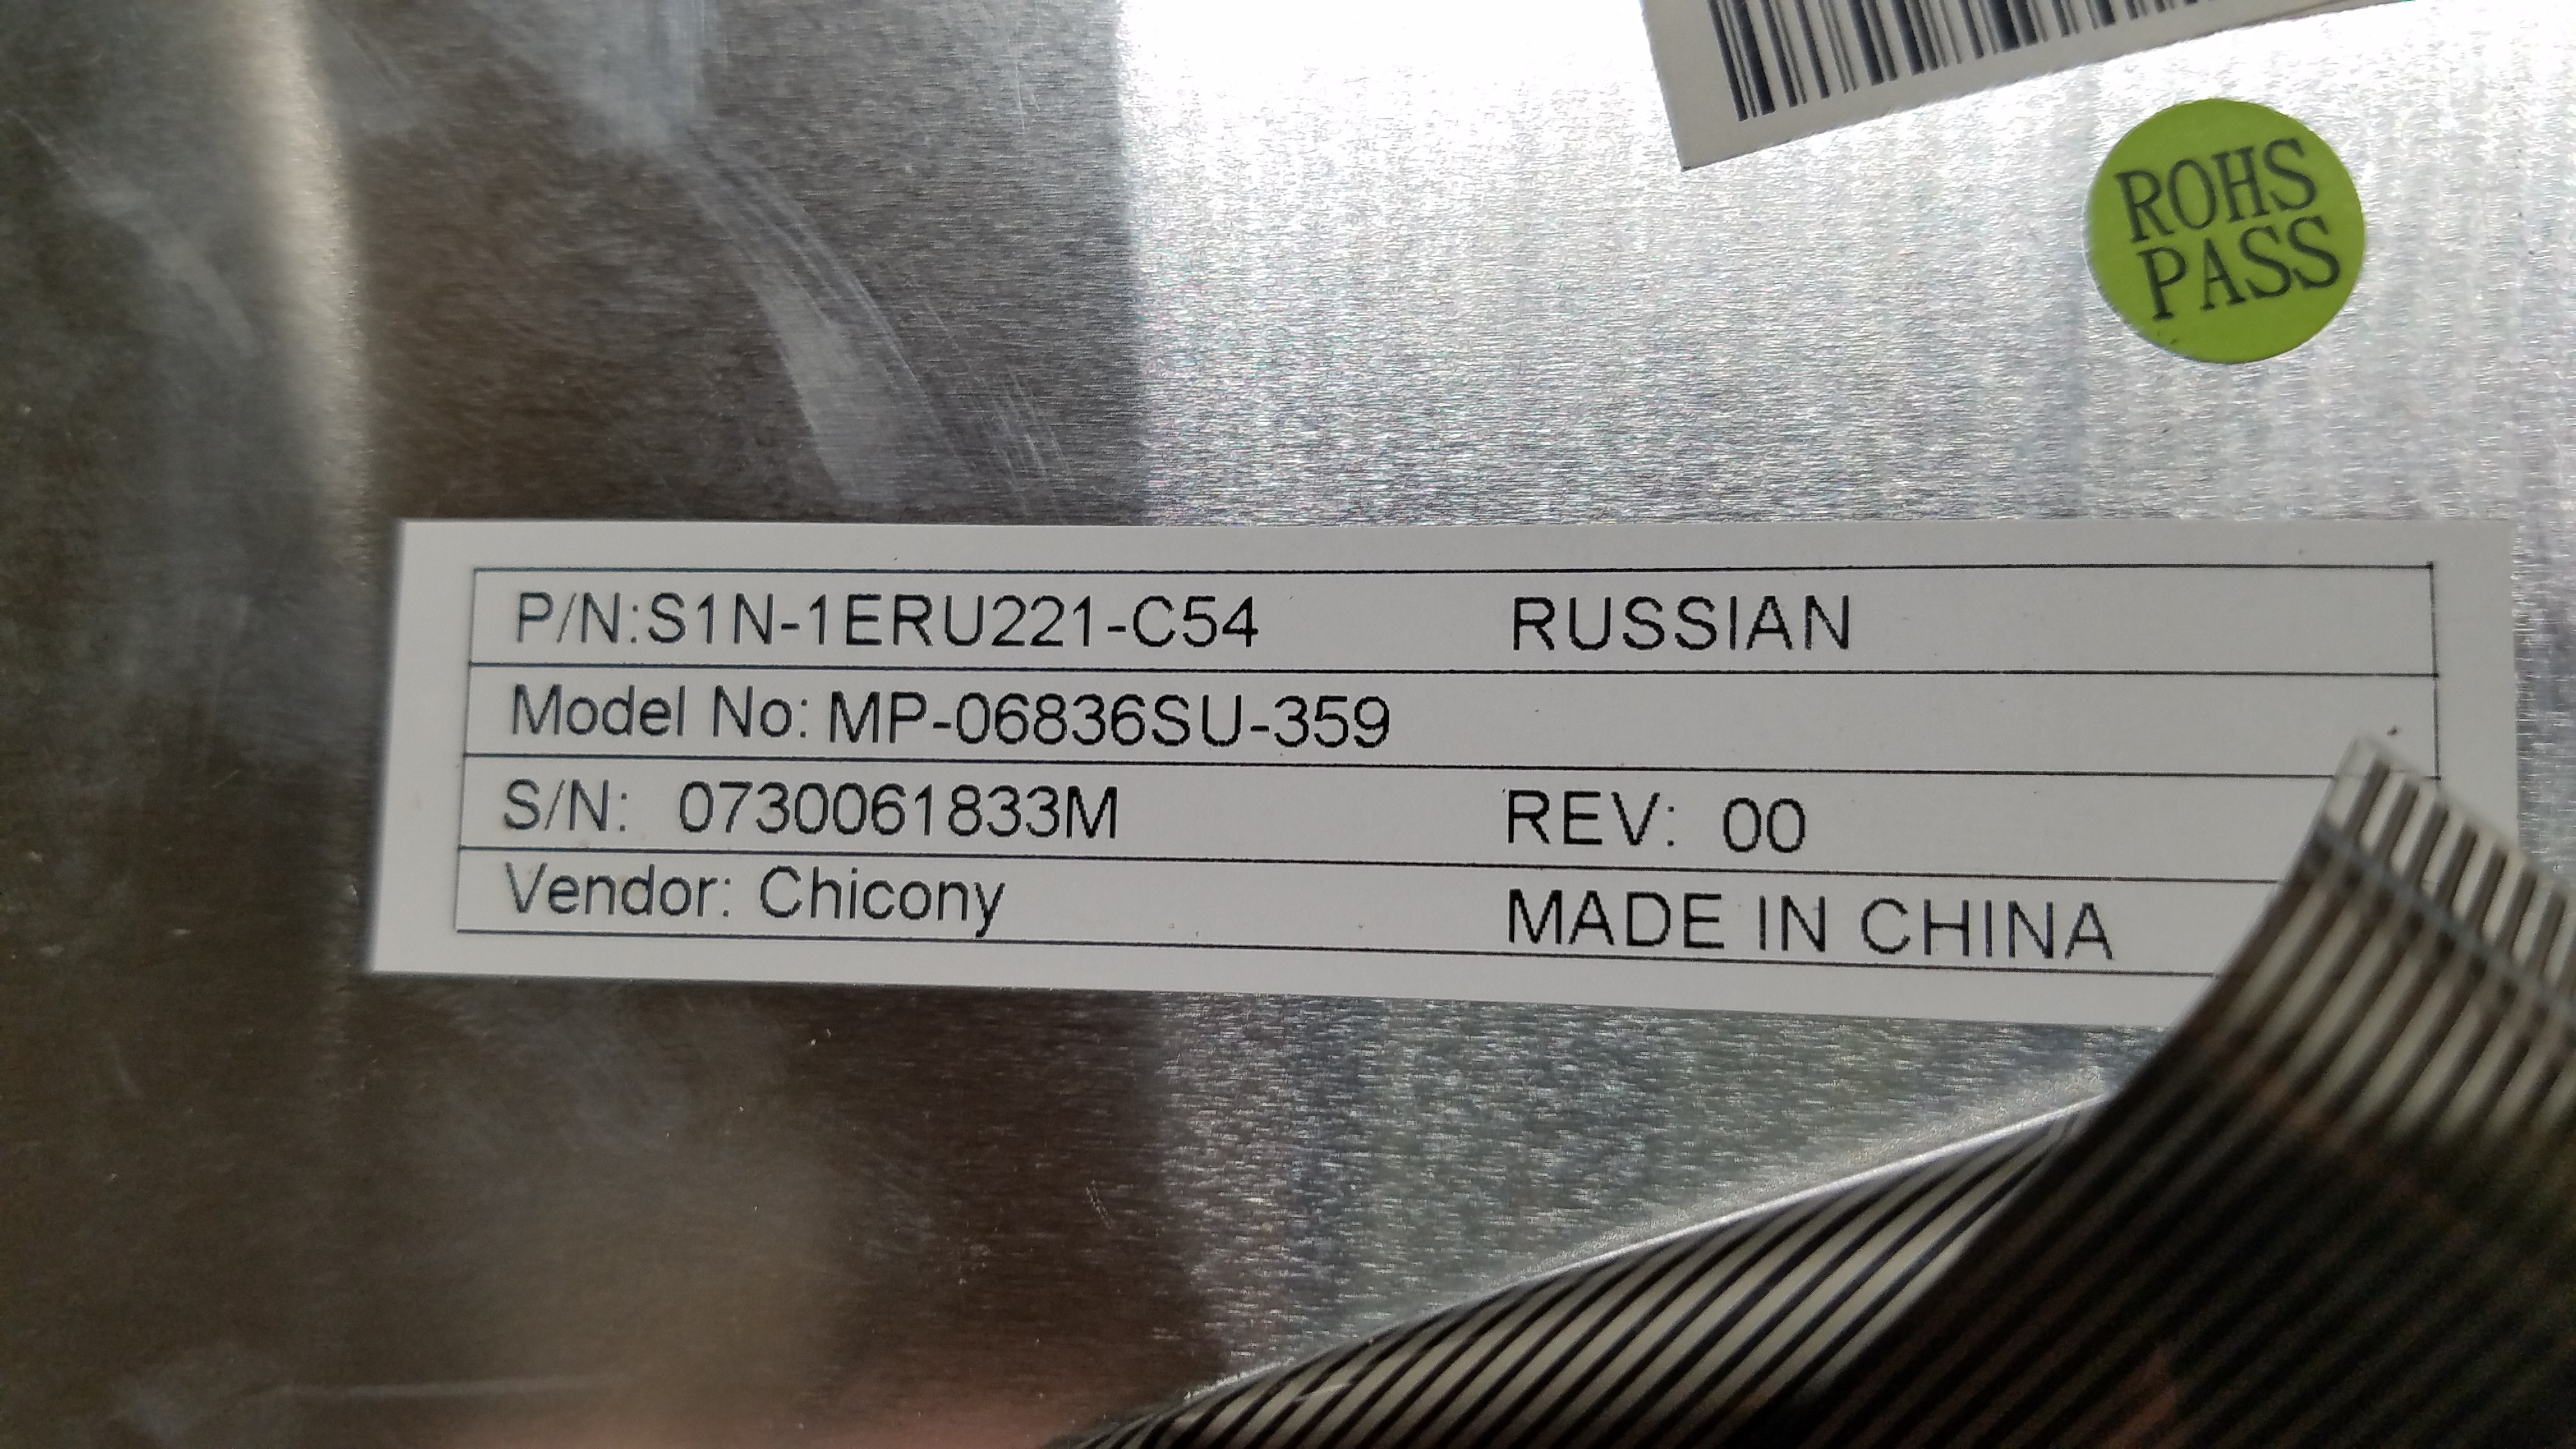 ROHS
PASS
P/N:S1N-1ERU221-C54 RUSSIAN
Model No: MP-06836SU-359
S/N: 0730061833M REV: 00
Vendor: Chicony MADE IN CHINA